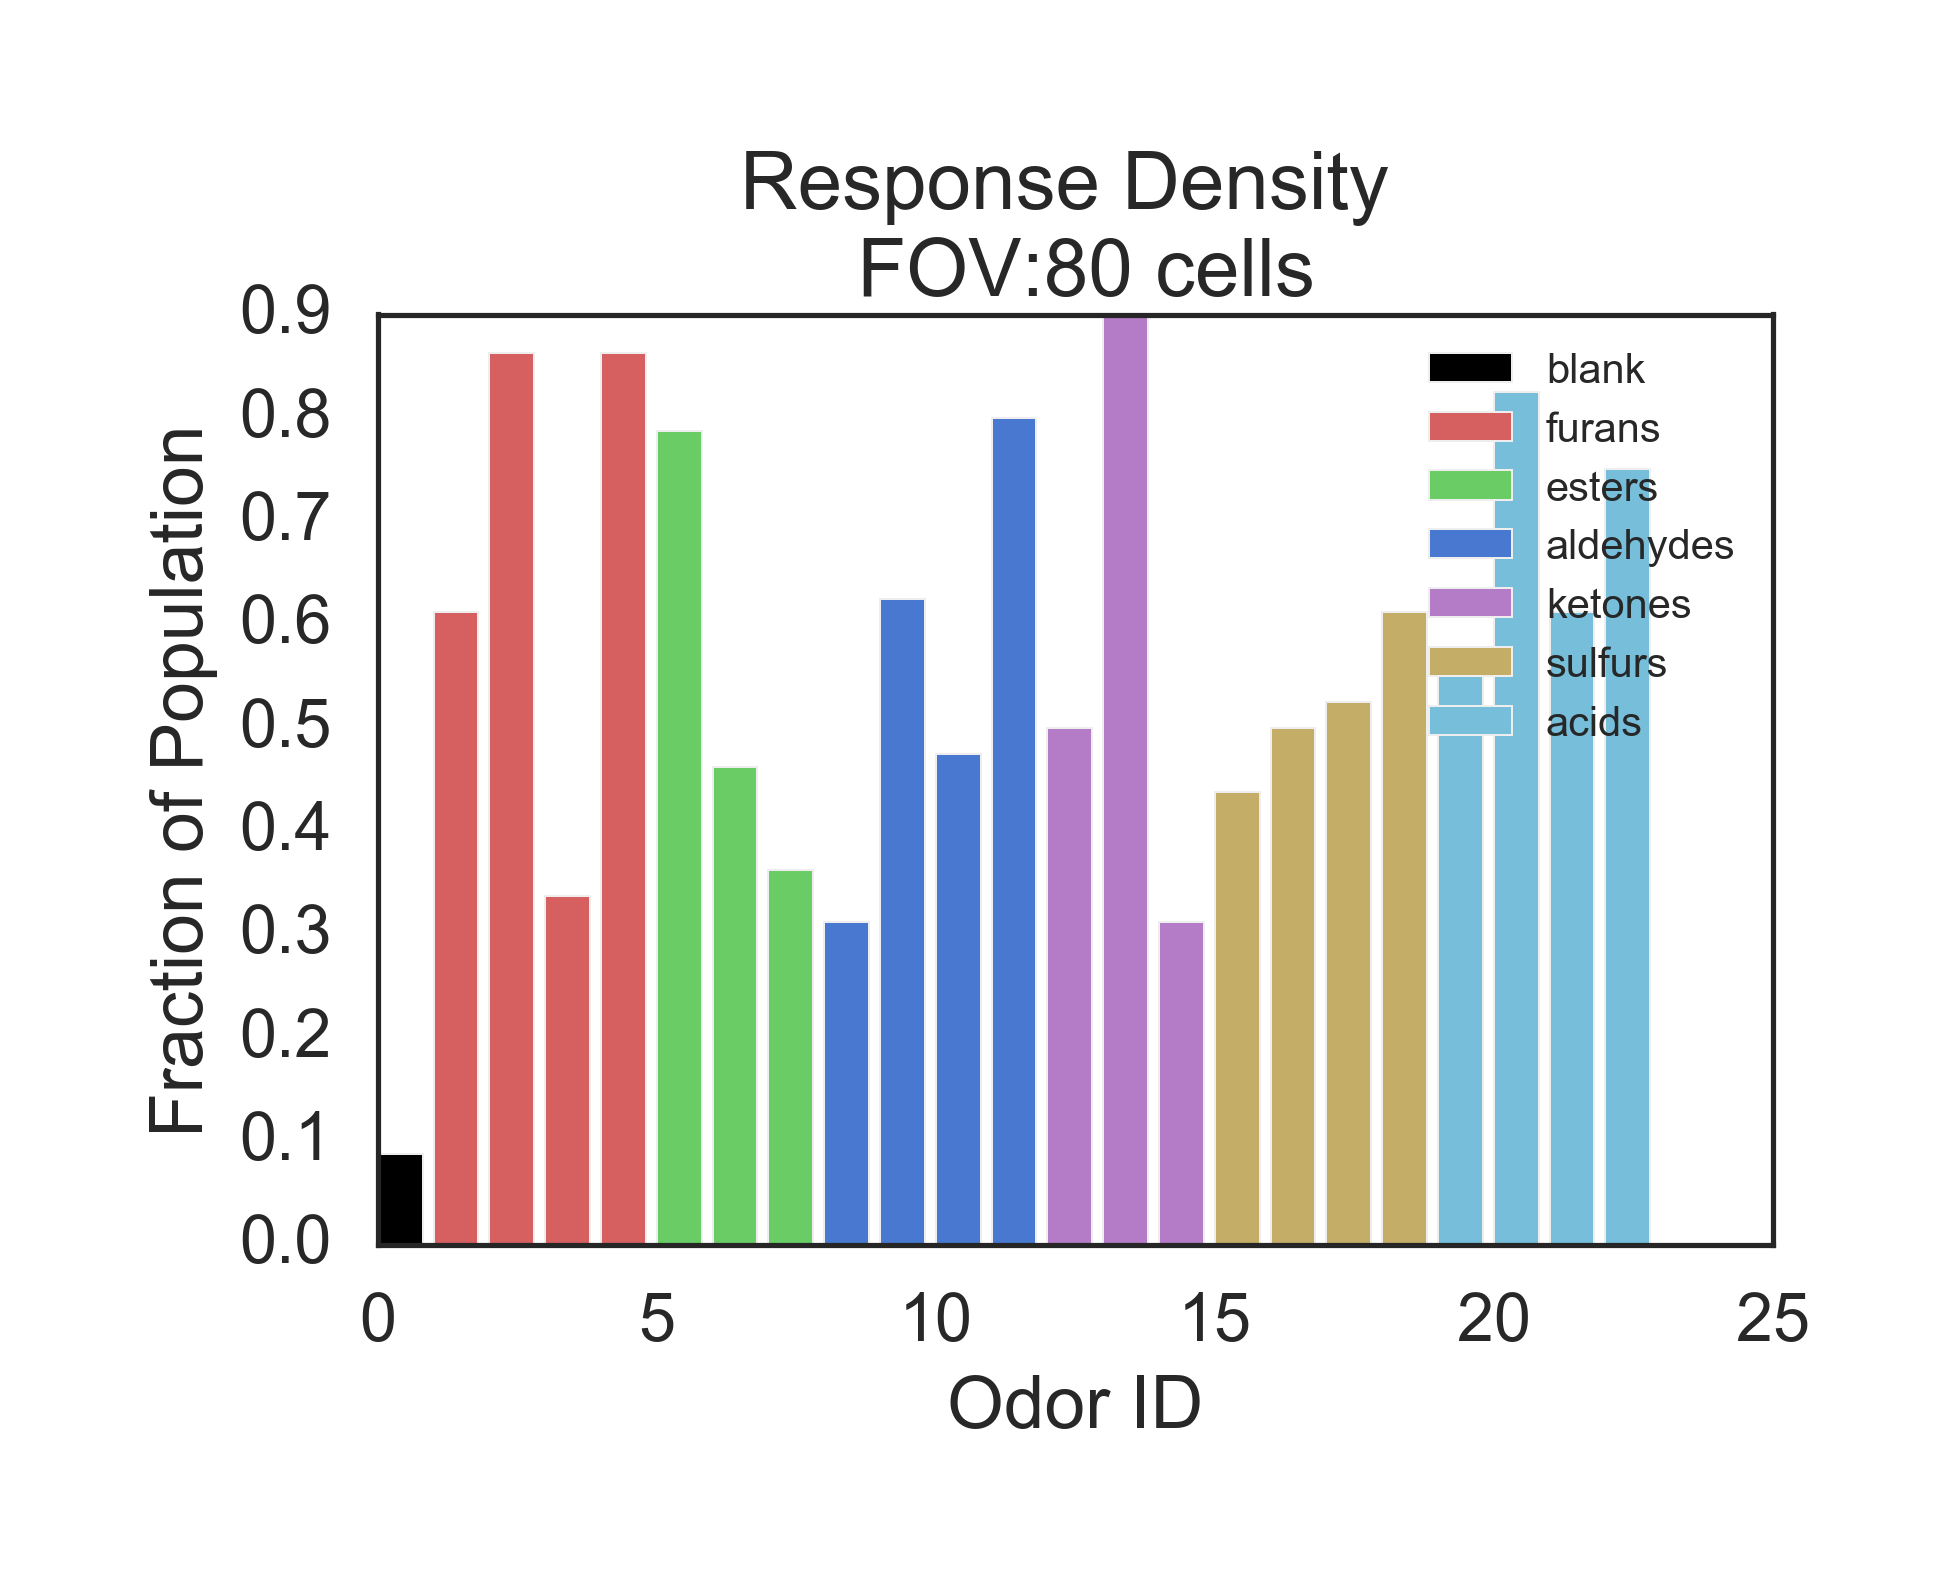 Response Density
FOV:80 cells
0.9
0.8
0.7
0.6
0.5
0.4
0.3
0.2
0.1
0.0
Fraction of Population
blank
furans
esters
aldehydes
ketones
sulfurs
acids
0 5 10 15 20 25
Odor ID